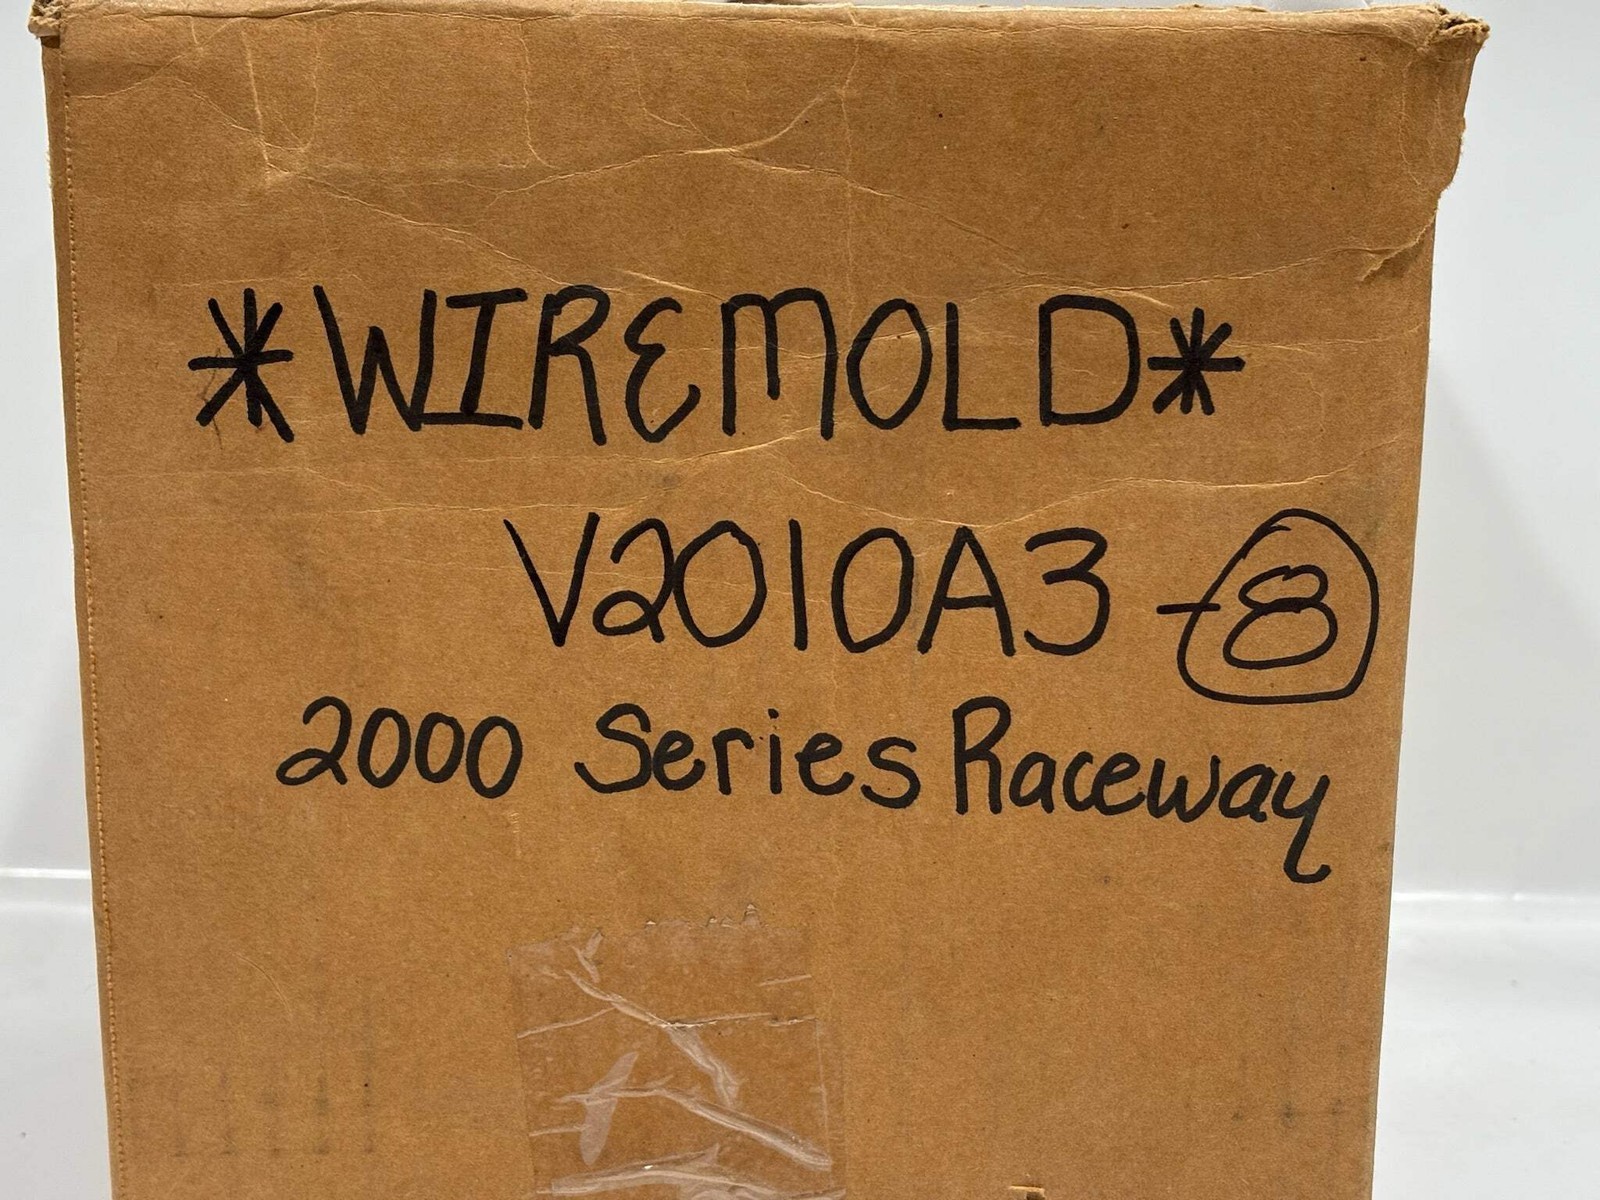 *WIREMOLD*
V2010A3 -8
2000 Series Raceway